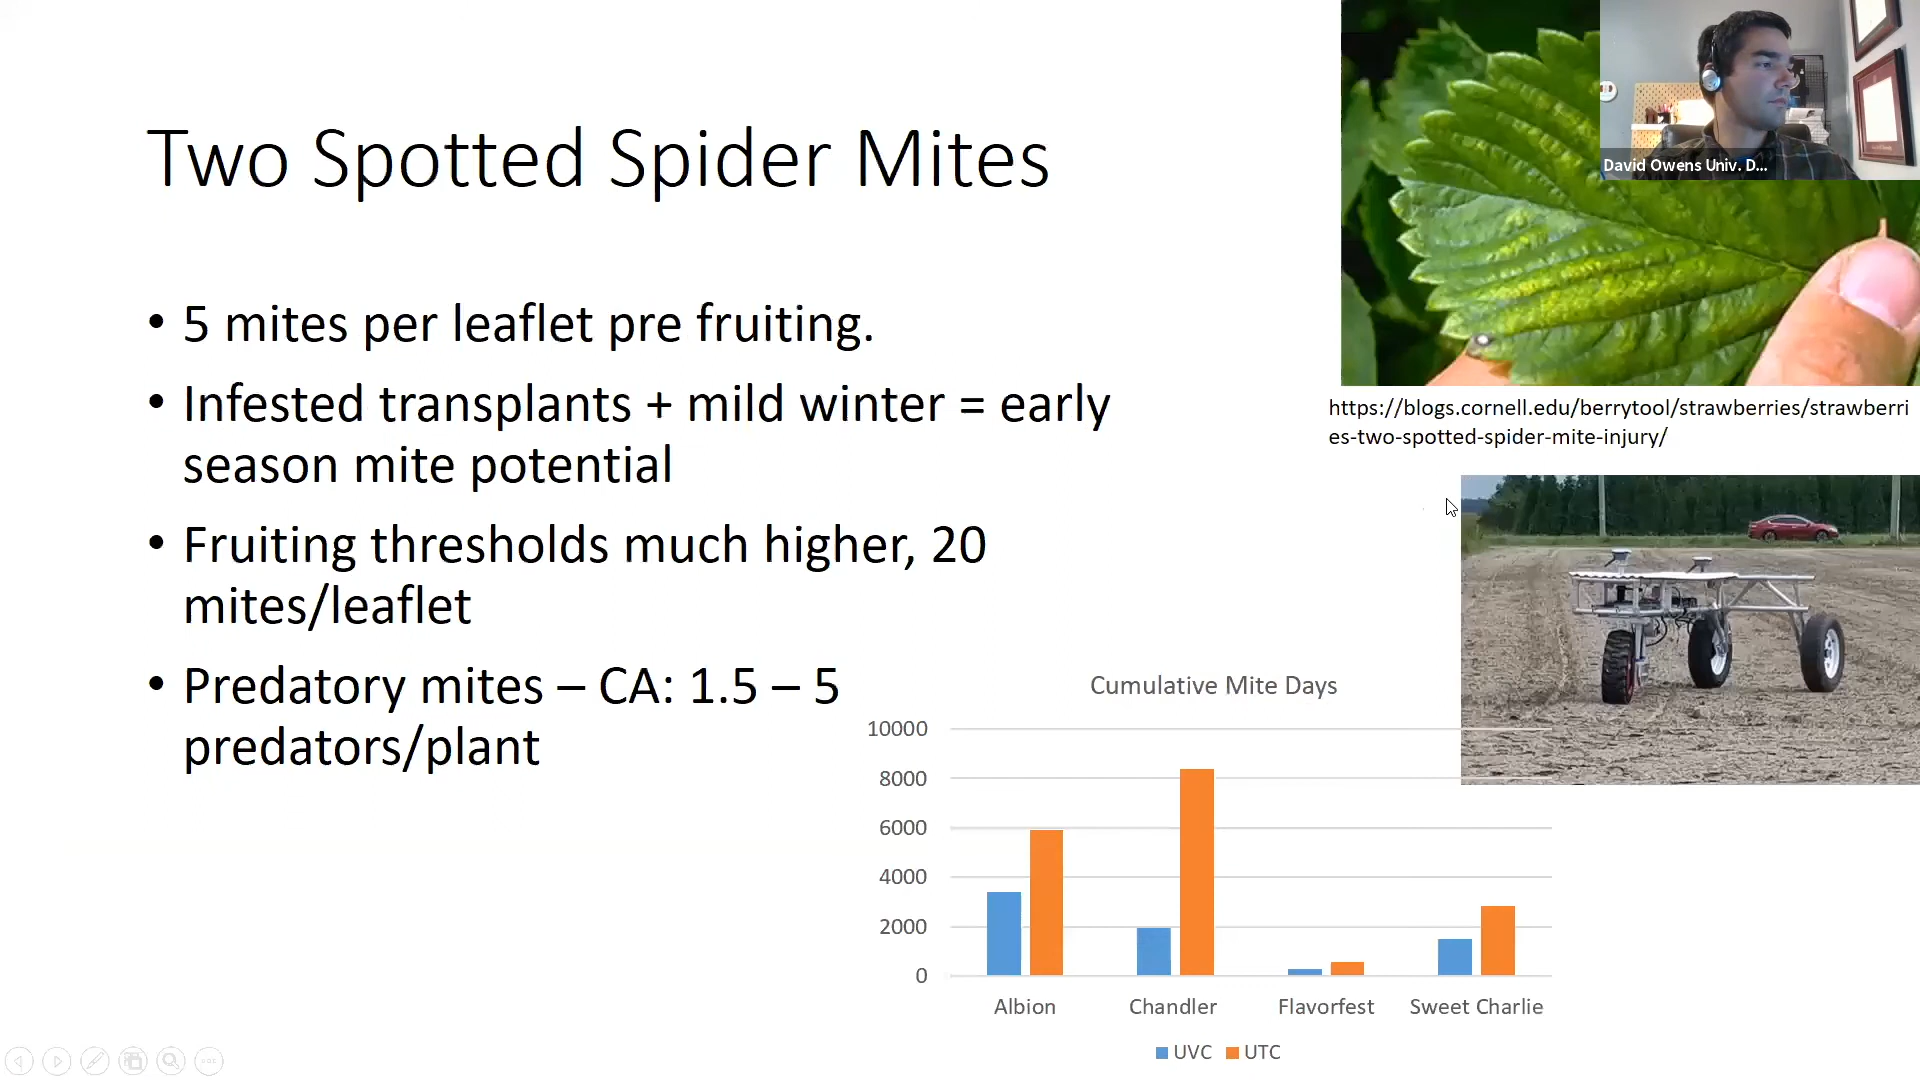 Two Spotted Spider Mites
• 5 mites per leaflet pre fruiting.
• Infested transplants + mild winter = early
season mite potential
• Fruiting thresholds much higher, 20
mites/leaflet
• Predatory mites – CA: 1.5 – 5
predators/plant
David Owens Univ. D...
https://blogs.cornell.edu/berrytool/strawberries/strawberri
es-two-spotted-spider-mite-injury/
Cumulative Mite Days
10000
8000
6000
4000
2000
0
Albion Chandler Flavorfest Sweet Charlie
UVC UTC